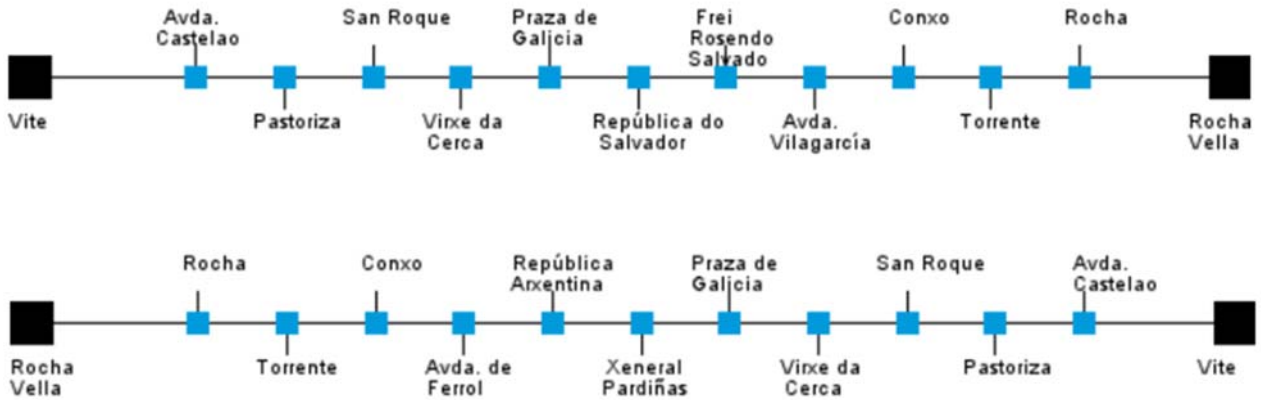 Avda.
Castelao
San Roque
Praza de
Galicia
Frei
Rosendo
Salvado
Conxo
Rocha
Vite
Pastoriza
Virxe da
Cerca
República do
Salvador
Avda.
Vilagarcía
Torrente
Rocha
Vella
Rocha
Conxo
República
Arxentina
Praza de
Galicia
San Roque
Avda.
Castelao
Rocha
Vella
Torrente
Avda. de
Ferrol
Xeneral
Pardiñas
Virxe da
Cerca
Pastoriza
Vite